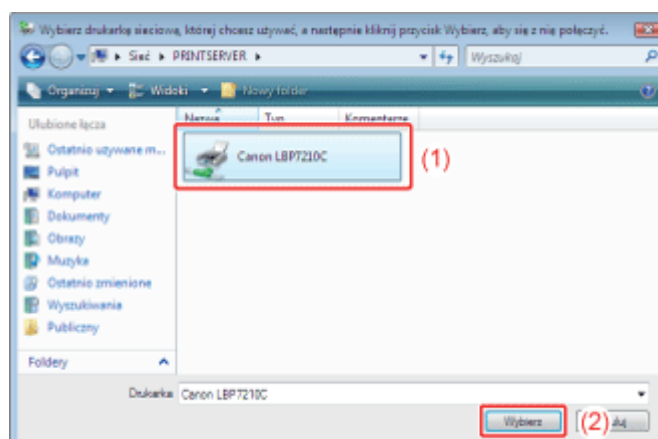 Wybierz drukarkę sieciową, której chcesz używać, a następnie kliknij przycisk Wybierz, aby się z nią połączyć.
Sieć ▸ PRINTSERVER ▸ Wyszukaj
Organizuj Widoki Nowy folder
Ulubione łącza
Nazwa Typ Komentarze
Ostatnio używane m...
Pulpit
Komputer
Dokumenty
Obrazy
Muzyka
Ostatnio zmienione
Wyszukiwania
Publiczny
Canon LBP7210C
(1)
Foldery
Drukarka Canon LBP7210C
Wybierz (2)